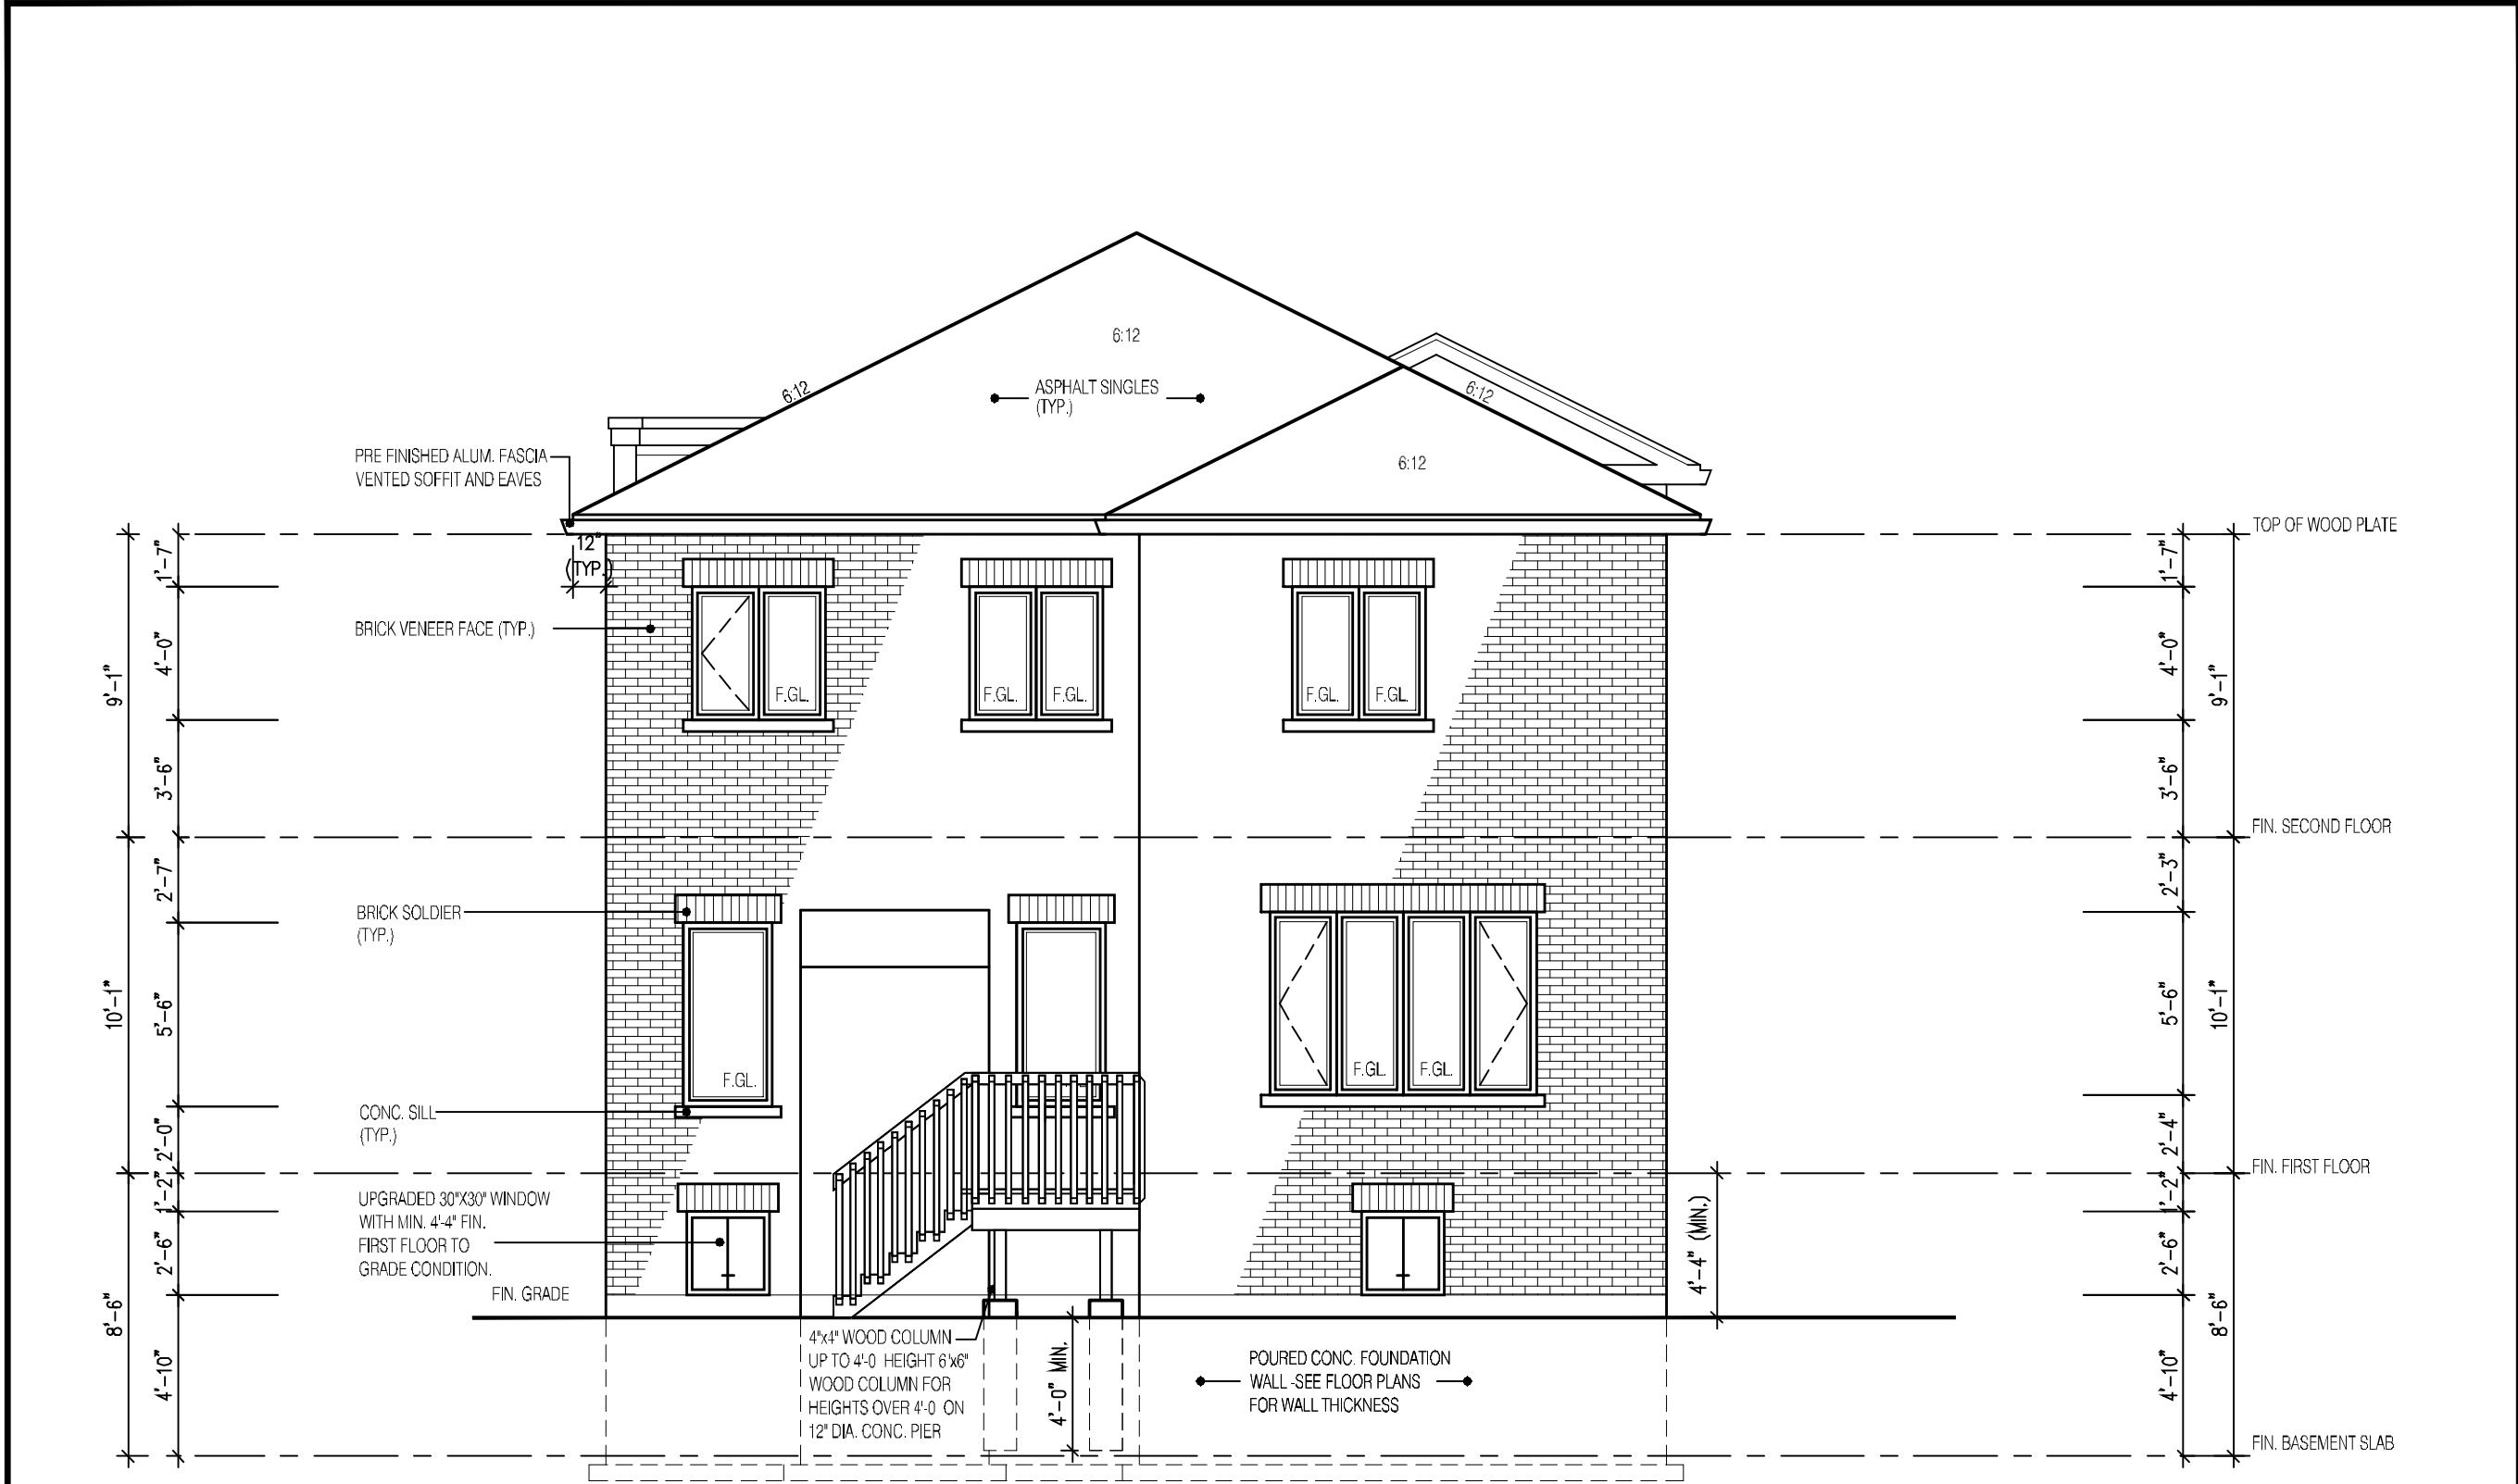 6:12
6:12
ASPHALT SINGLES
(TYP.)
6:12
6:12
PRE FINISHED ALUM. FASCIA
VENTED SOFFIT AND EAVES
12"
(TYP.)
BRICK VENEER FACE (TYP.)
F.GL.
F.GL. F.GL.
F.GL. F.GL.
BRICK SOLDIER
(TYP.)
F.GL.
F.GL. F.GL.
CONC. SILL
(TYP.)
UPGRADED 30"X30" WINDOW
WITH MIN. 4'-4" FIN.
FIRST FLOOR TO
GRADE CONDITION.
FIN. GRADE
4"x4" WOOD COLUMN
UP TO 4'-0 HEIGHT 6'x6"
WOOD COLUMN FOR
HEIGHTS OVER 4'-0 ON
12" DIA. CONC. PIER
4'-0" MIN.
POURED CONC. FOUNDATION
WALL -SEE FLOOR PLANS
FOR WALL THICKNESS
4'-4" (MIN.)
9'-1"
10'-1"
8'-6"
1'-7"
4'-0"
3'-6"
2'-7"
5'-6"
2'-0"
1'-2"
2'-6"
4'-10"
1'-7"
4'-0"
3'-6"
2'-3"
5'-6"
2'-4"
1'-2"
2'-6"
4'-10"
9'-1"
10'-1"
8'-6"
TOP OF WOOD PLATE
FIN. SECOND FLOOR
FIN. FIRST FLOOR
FIN. BASEMENT SLAB